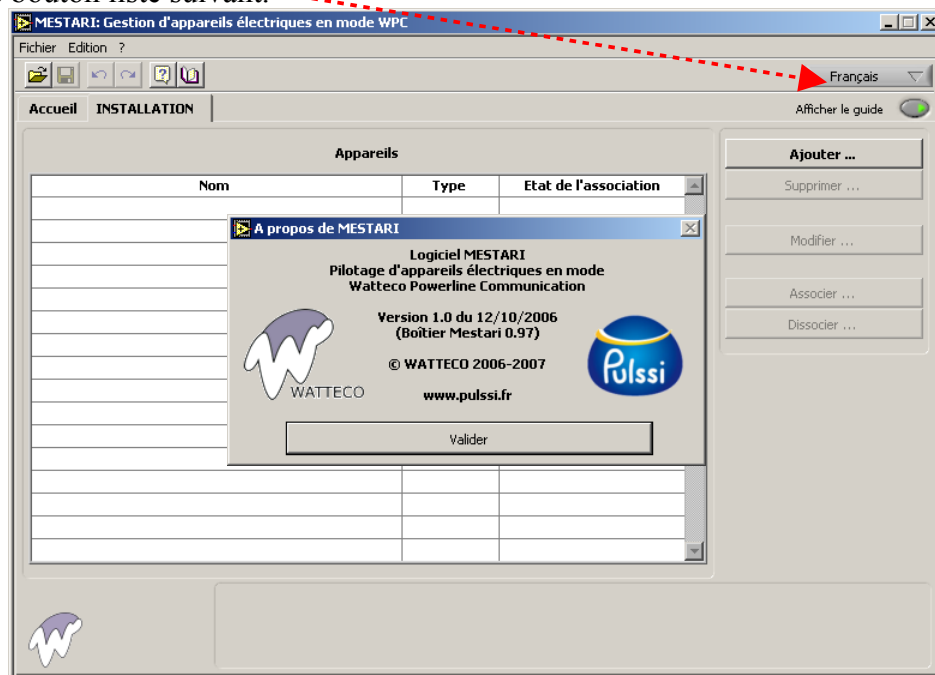 bouton liste suivant.
MESTARI: Gestion d'appareils électriques en mode WPC
Fichier Edition ?
Français
Accueil INSTALLATION
Afficher le guide
Appareils
Nom Type Etat de l'association
Ajouter ...
Supprimer ...
Modifier ...
Associer ...
Dissocier ...
A propos de MESTARI
Logiciel MESTARI
Pilotage d'appareils électriques en mode
Watteco Powerline Communication
Version 1.0 du 12/10/2006
(Boîtier Mestari 0.97)
© WATTECO 2006-2007
www.pulssi.fr
WATTECO
Pulssi
Valider